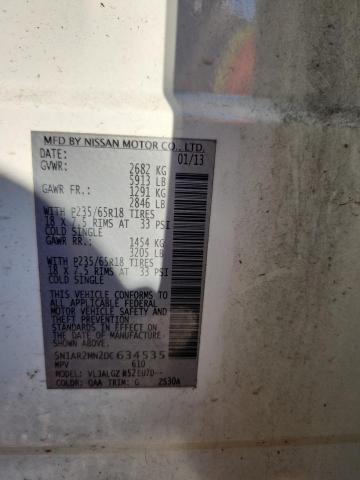 MFD BY NISSAN MOTOR CO., LTD.
DATE: 01/13
GVWR: 2682 KG
5913 LB
GAWR FR.: 1291 KG
2846 LB
WITH P235/65R18 TIRES
18 X 7.5 RIMS AT 33 PSI
COLD SINGLE
GAWR RR.: 1454 KG
3205 LB
WITH P235/65R18 TIRES
18 X 7.5 RIMS AT 33 PSI
COLD SINGLE
THIS VEHICLE CONFORMS TO
ALL APPLICABLE FEDERAL
MOTOR VEHICLE SAFETY
STANDARDS IN EFFECT ON
THE DATE OF MANUFACTURE
SHOWN ABOVE.
5N1AR2MN2DC634535
MPV 610
MODEL:
COLOR: QAA TRIM: G 2530A